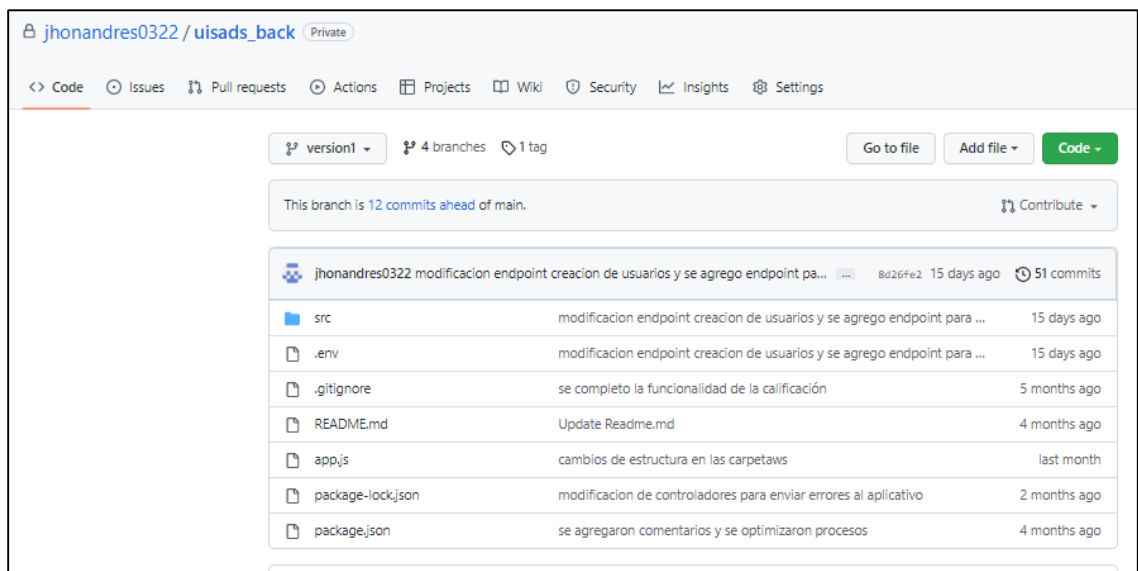 jhonandres0322 / uisads_back Private
Code Issues Pull requests Actions Projects Wiki Security Insights Settings
version1 4 branches 1 tag Go to file Add file Code
This branch is 12 commits ahead of main. Contribute
jhonandres0322 modificacion endpoint creacion de usuarios y se agrego endpoint pa... ... 8d26fe2 15 days ago 51 commits
src modificacion endpoint creacion de usuarios y se agrego endpoint para ... 15 days ago
.env modificacion endpoint creacion de usuarios y se agrego endpoint para ... 15 days ago
.gitignore se completo la funcionalidad de la calificación 5 months ago
README.md Update Readme.md 4 months ago
app.js cambios de estructura en las carpetaws last month
package-lock.json modificacion de controladores para enviar errores al aplicativo 2 months ago
package.json se agregaron comentarios y se optimizaron procesos 4 months ago